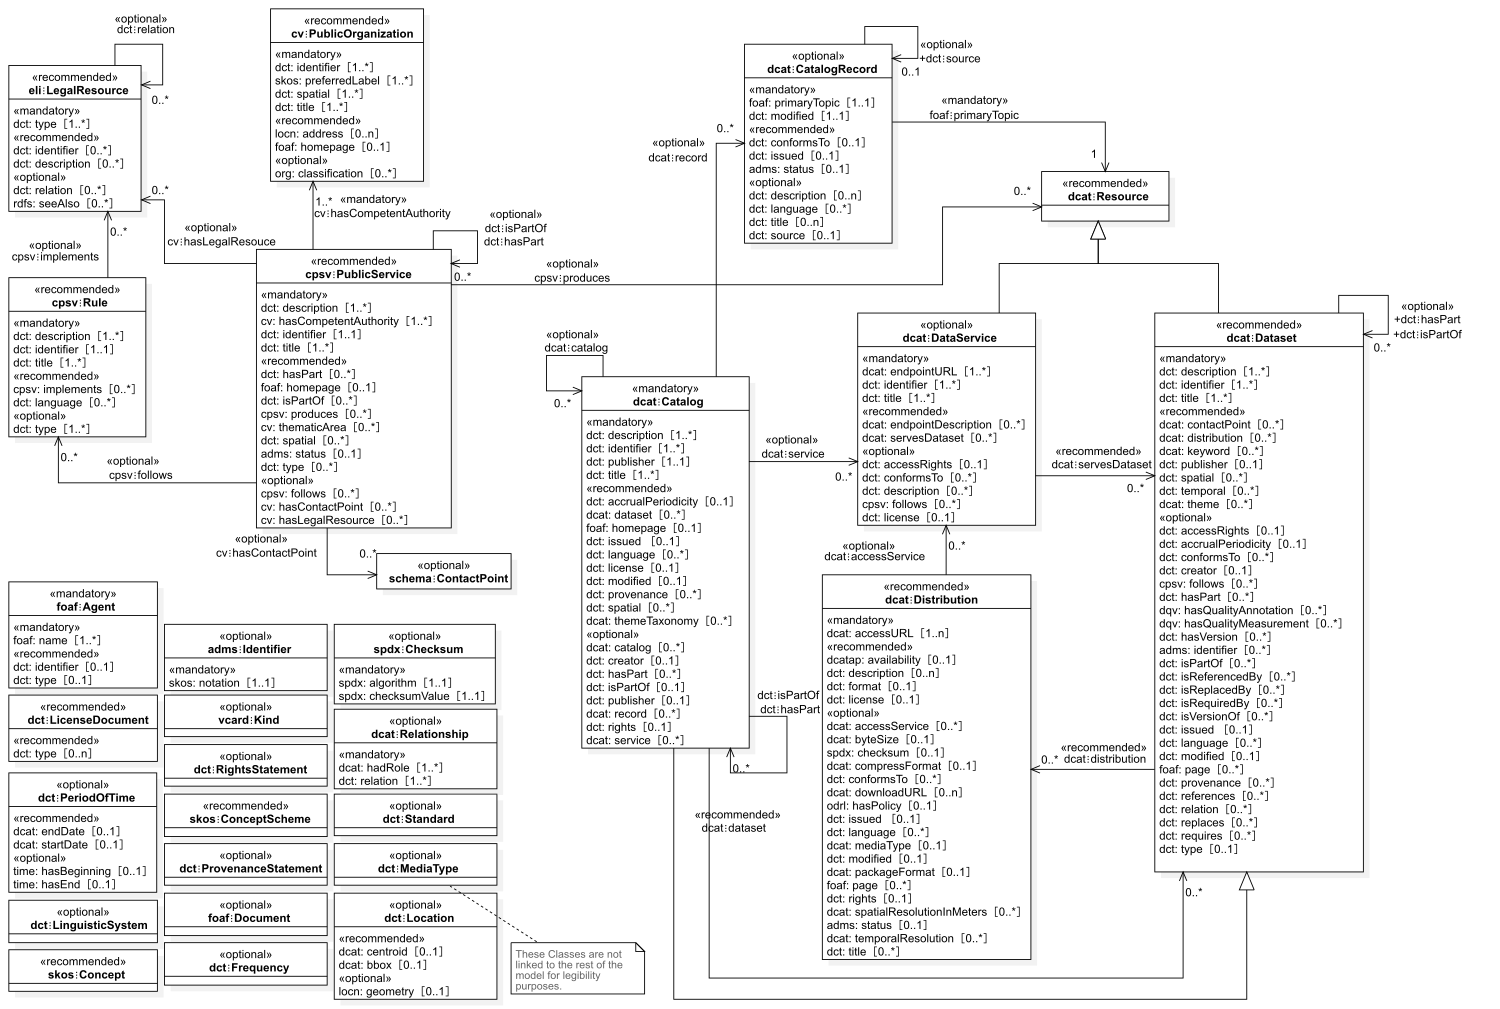 «optional»
dct⁝relation
«recommended»
eli⁝LegalResource
«mandatory»
dct: type [1..*]
«recommended»
dct: identifier [0..*]
dct: description [0..*]
«optional»
dct: relation [0..*]
rdfs: seeAlso [0..*]
0..*
0..*
«optional»
cv⁝hasLegalResouce
0..*
«optional»
cpsv⁝implements
«recommended»
cpsv⁝Rule
«mandatory»
dct: description [1..*]
dct: identifier [1..1]
dct: title [1..*]
«recommended»
cpsv: implements [0..*]
dct: language [0..*]
«optional»
dct: type [1..*]
0..*
«optional»
cpsv⁝follows
«recommended»
cv⁝PublicOrganization
«mandatory»
dct: identifier [1..*]
skos: preferredLabel [1..*]
dct: spatial [1..*]
dct: title [1..*]
«recommended»
locn: address [0..n]
foaf: homepage [0..1]
«optional»
org: classification [0..*]
1..* «mandatory»
cv⁝hasCompetentAuthority
«optional»
dct⁝isPartOf
dct⁝hasPart
0..*
«recommended»
cpsv⁝PublicService
«mandatory»
dct: description [1..*]
cv: hasCompetentAuthority [1..*]
dct: identifier [1..1]
dct: title [1..*]
«recommended»
dct: hasPart [0..*]
foaf: homepage [0..1]
dct: isPartOf [0..*]
cpsv: produces [0..*]
cv: thematicArea [0..*]
dct: spatial [0..*]
adms: status [0..1]
dct: type [0..*]
«optional»
cpsv: follows [0..*]
cv: hasContactPoint [0..*]
cv: hasLegalResource [0..*]
«optional»
cv⁝hasContactPoint
0..*
«optional»
schema⁝ContactPoint
«optional»
cpsv⁝produces
0..*
«optional»
dcat⁝CatalogRecord
«mandatory»
foaf: primaryTopic [1..1]
dct: modified [1..1]
«recommended»
dct: conformsTo [0..1]
dct: issued [0..1]
adms: status [0..1]
«optional»
dct: description [0..n]
dct: language [0..*]
dct: title [0..n]
dct: source [0..1]
«optional»
+dct⁝source
0..1
«mandatory»
foaf⁝primaryTopic
1
0..*
«optional»
dcat⁝record
«recommended»
dcat⁝Resource
«optional»
dcat⁝catalog
0..*
«mandatory»
dcat⁝Catalog
«mandatory»
dct: description [1..*]
dct: identifier [1..*]
dct: publisher [1..1]
dct: title [1..*]
«recommended»
dct: accrualPeriodicity [0..1]
dcat: dataset [0..*]
foaf: homepage [0..1]
dct: issued [0..1]
dct: language [0..*]
dct: license [0..1]
dct: modified [0..1]
dct: provenance [0..*]
dct: spatial [0..*]
dcat: themeTaxonomy [0..*]
«optional»
dcat: catalog [0..*]
dct: creator [0..1]
dct: hasPart [0..*]
dct: isPartOf [0..1]
dct: publisher [0..1]
dcat: record [0..*]
dct: rights [0..1]
dcat: service [0..*]
dct⁝isPartOf
dct⁝hasPart
0..*
«recommended»
dcat⁝dataset
«optional»
dcat⁝service
0..*
«optional»
dcat⁝DataService
«mandatory»
dcat: endpointURL [1..*]
dct: identifier [1..*]
dct: title [1..*]
«recommended»
dcat: endpointDescription [0..*]
dcat: servesDataset [0..*]
«optional»
dct: accessRights [0..1]
dct: conformsTo [0..*]
dct: description [0..*]
cpsv: follows [0..*]
dct: license [0..1]
«optional»
dcat⁝accessService
0..*
«recommended»
dcat⁝servesDataset
0..*
«recommended»
dcat⁝Distribution
«mandatory»
dcat: accessURL [1..n]
«recommended»
dcatap: availability [0..1]
dct: description [0..n]
dct: format [0..1]
dct: license [0..1]
«optional»
dcat: accessService [0..*]
dcat: byteSize [0..1]
spdx: checksum [0..1]
dcat: compressFormat [0..1]
dct: conformsTo [0..*]
dcat: downloadURL [0..n]
odrl: hasPolicy [0..1]
dct: issued [0..1]
dct: language [0..*]
dcat: mediaType [0..1]
dct: modified [0..1]
dcat: packageFormat [0..1]
foaf: page [0..*]
dct: rights [0..1]
dcat: spatialResolutionInMeters [0..*]
adms: status [0..1]
dcat: temporalResolution [0..*]
dct: title [0..*]
«recommended»
0..* dcat⁝distribution
«optional»
+dct⁝hasPart
+dct⁝isPartOf
0..*
«recommended»
dcat⁝Dataset
«mandatory»
dct: description [1..*]
dct: identifier [1..*]
dct: title [1..*]
«recommended»
dcat: contactPoint [0..*]
dcat: distribution [0..*]
dcat: keyword [0..*]
dct: publisher [0..1]
dct: spatial [0..*]
dct: temporal [0..*]
dcat: theme [0..*]
«optional»
dct: accessRights [0..1]
dct: accrualPeriodicity [0..1]
dct: conformsTo [0..*]
dct: creator [0..1]
cpsv: follows [0..*]
dct: hasPart [0..*]
dqv: hasQualityAnnotation [0..*]
dqv: hasQualityMeasurement [0..*]
dct: hasVersion [0..*]
adms: identifier [0..*]
dct: isPartOf [0..*]
dct: isReferencedBy [0..*]
dct: isReplacedBy [0..*]
dct: isRequiredBy [0..*]
dct: isVersionOf [0..*]
dct: issued [0..1]
dct: language [0..*]
dct: modified [0..1]
foaf: page [0..*]
dct: provenance [0..*]
dct: references [0..*]
dct: relation [0..*]
dct: replaces [0..*]
dct: requires [0..*]
dct: type [0..1]
0..*
«mandatory»
foaf⁝Agent
«mandatory»
foaf: name [1..*]
«recommended»
dct: identifier [0..1]
dct: type [0..1]
«recommended»
dct⁝LicenseDocument
«recommended»
dct: type [0..n]
«optional»
dct⁝PeriodOfTime
«recommended»
dcat: endDate [0..1]
dcat: startDate [0..1]
«optional»
time: hasBeginning [0..1]
time: hasEnd [0..1]
«optional»
dct⁝LinguisticSystem
«recommended»
skos⁝Concept
«optional»
adms⁝Identifier
«mandatory»
skos: notation [1..1]
«optional»
vcard⁝Kind
«optional»
dct⁝RightsStatement
«recommended»
skos⁝ConceptScheme
«optional»
dct⁝ProvenanceStatement
«optional»
foaf⁝Document
«optional»
dct⁝Frequency
«optional»
spdx⁝Checksum
«mandatory»
spdx: algorithm [1..1]
spdx: checksumValue [1..1]
«optional»
dcat⁝Relationship
«mandatory»
dcat: hadRole [1..*]
dct: relation [1..*]
«optional»
dct⁝Standard
«optional»
dct⁝MediaType
«optional»
dct⁝Location
«recommended»
dcat: centroid [0..1]
dcat: bbox [0..1]
«optional»
locn: geometry [0..1]
These Classes are not
linked to the rest of the
model for legibility
purposes.